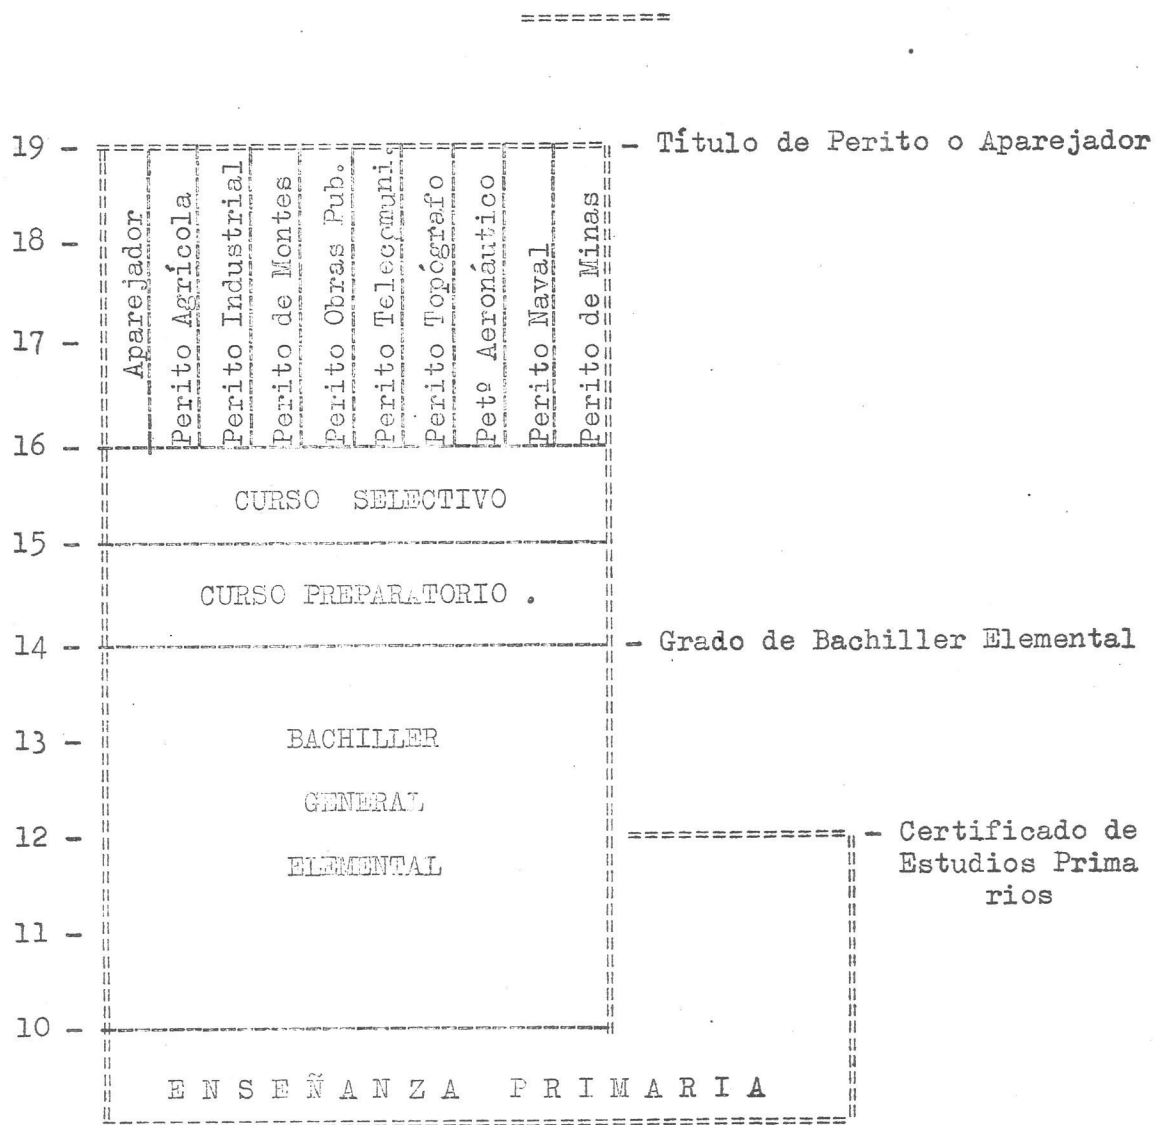 =========
19 - - Título de Perito o Aparejador
18 -
17 -
16 -
Aparejador
Perito Agrícola
Perito Industrial
Perito de Montes
Perito Obras Pub.
Perito Telecomuni.
Perito Topógrafo
Petº Aeronáutico
Perito Naval
Perito de Minas
CURSO SELECTIVO
15 -
CURSO PREPARATORIO .
14 - - Grado de Bachiller Elemental
13 - BACHILLER
GENERAL
12 - - Certificado de
ELEMENTAL Estudios Prima
rios
11 -
10 -
ENSEÑANZA PRIMARIA